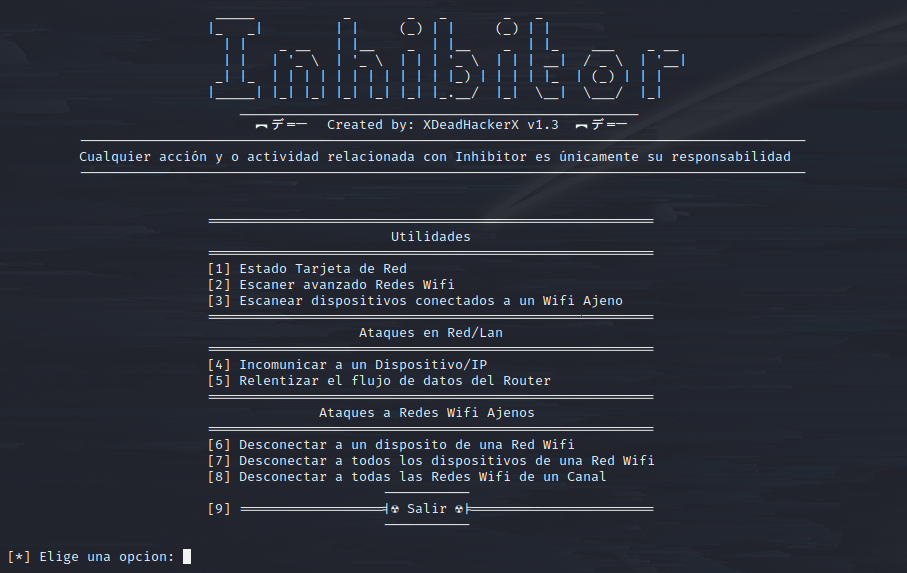 Inhibitor
︻デ═一 Created by: XDeadHackerX v1.3 ︻デ═一
Cualquier acción y o actividad relacionada con Inhibitor es únicamente su responsabilidad
Utilidades
[1] Estado Tarjeta de Red
[2] Escaner avanzado Redes Wifi
[3] Escanear dispositivos conectados a un Wifi Ajeno
Ataques en Red/Lan
[4] Incomunicar a un Dispositivo/IP
[5] Relentizar el flujo de datos del Router
Ataques a Redes Wifi Ajenos
[6] Desconectar a un disposito de una Red Wifi
[7] Desconectar a todos los dispositivos de una Red Wifi
[8] Desconectar a todas las Redes Wifi de un Canal
[9] ☢ Salir ☢
[*] Elige una opcion: